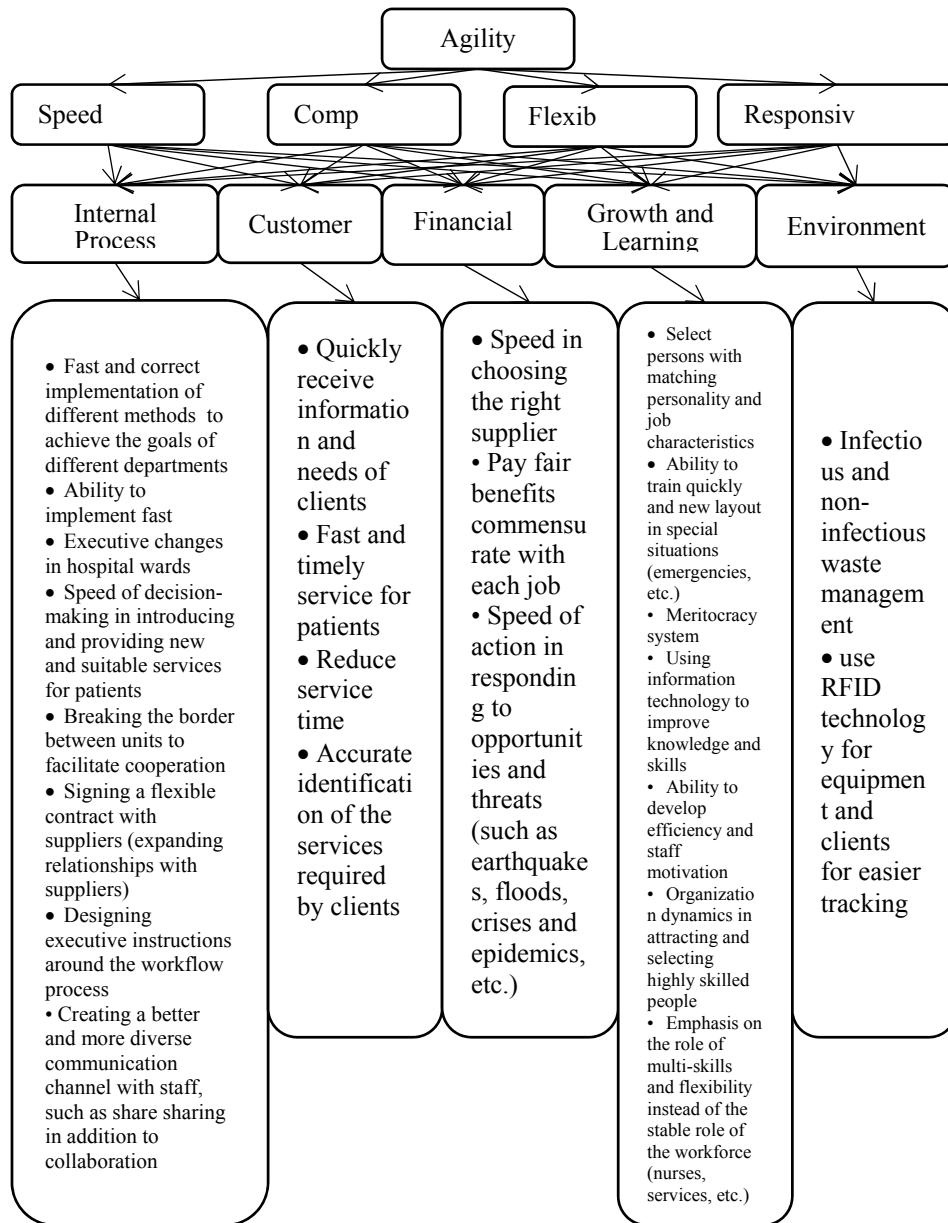 Agility
Speed
Comp
Flexib
Responsiv
Internal
Process
Customer
Financial
Growth and
Learning
Environment
• Fast and correct
implementation of
different methods to
achieve the goals of
different departments
• Ability to
implement fast
• Executive changes
in hospital wards
• Speed of decision-
making in introducing
and providing new
and suitable services
for patients
• Breaking the border
between units to
facilitate cooperation
• Signing a flexible
contract with
suppliers (expanding
relationships with
suppliers)
• Designing
executive instructions
around the workflow
process
• Creating a better
and more diverse
communication
channel with staff,
such as share sharing
in addition to
collaboration
• Quickly
receive
informatio
n and
needs of
clients
• Fast and
timely
service for
patients
• Reduce
service
time
• Accurate
identificati
on of the
services
required
by clients
• Speed in
choosing
the right
supplier
• Pay fair
benefits
commensu
rate with
each job
• Speed of
action in
respondin
g to
opportunit
ies and
threats
(such as
earthquake
s, floods,
crises and
epidemics,
etc.)
• Select
persons with
matching
personality and
job
characteristics
• Ability to
train quickly
and new layout
in special
situations
(emergencies,
etc.)
• Meritocracy
system
• Using
information
technology to
improve
knowledge and
skills
• Ability to
develop
efficiency and
staff
motivation
• Organizatio
n dynamics in
attracting and
selecting
highly skilled
people
• Emphasis on
the role of
multi-skills
and flexibility
instead of the
stable role of
the workforce
(nurses,
services, etc.)
• Infectio
us and
non-
infectious
waste
managem
ent
• use
RFID
technolog
y for
equipmen
t and
clients
for easier
tracking